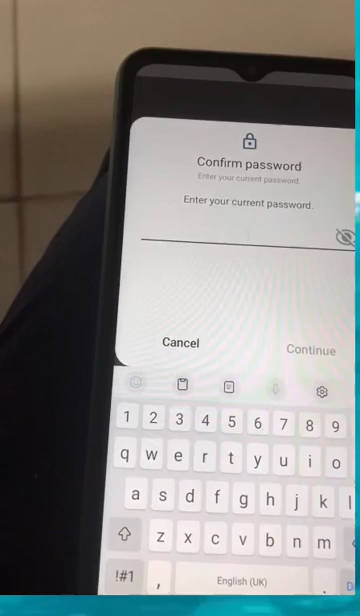 Confirm password
Enter your current password.
Enter your current password.
Cancel
Continue
1 2 3 4 5 6 7 8 9
q w e r t y u i o
a s d f g h j k l
z x c v b n m
!#1 , English (UK) .